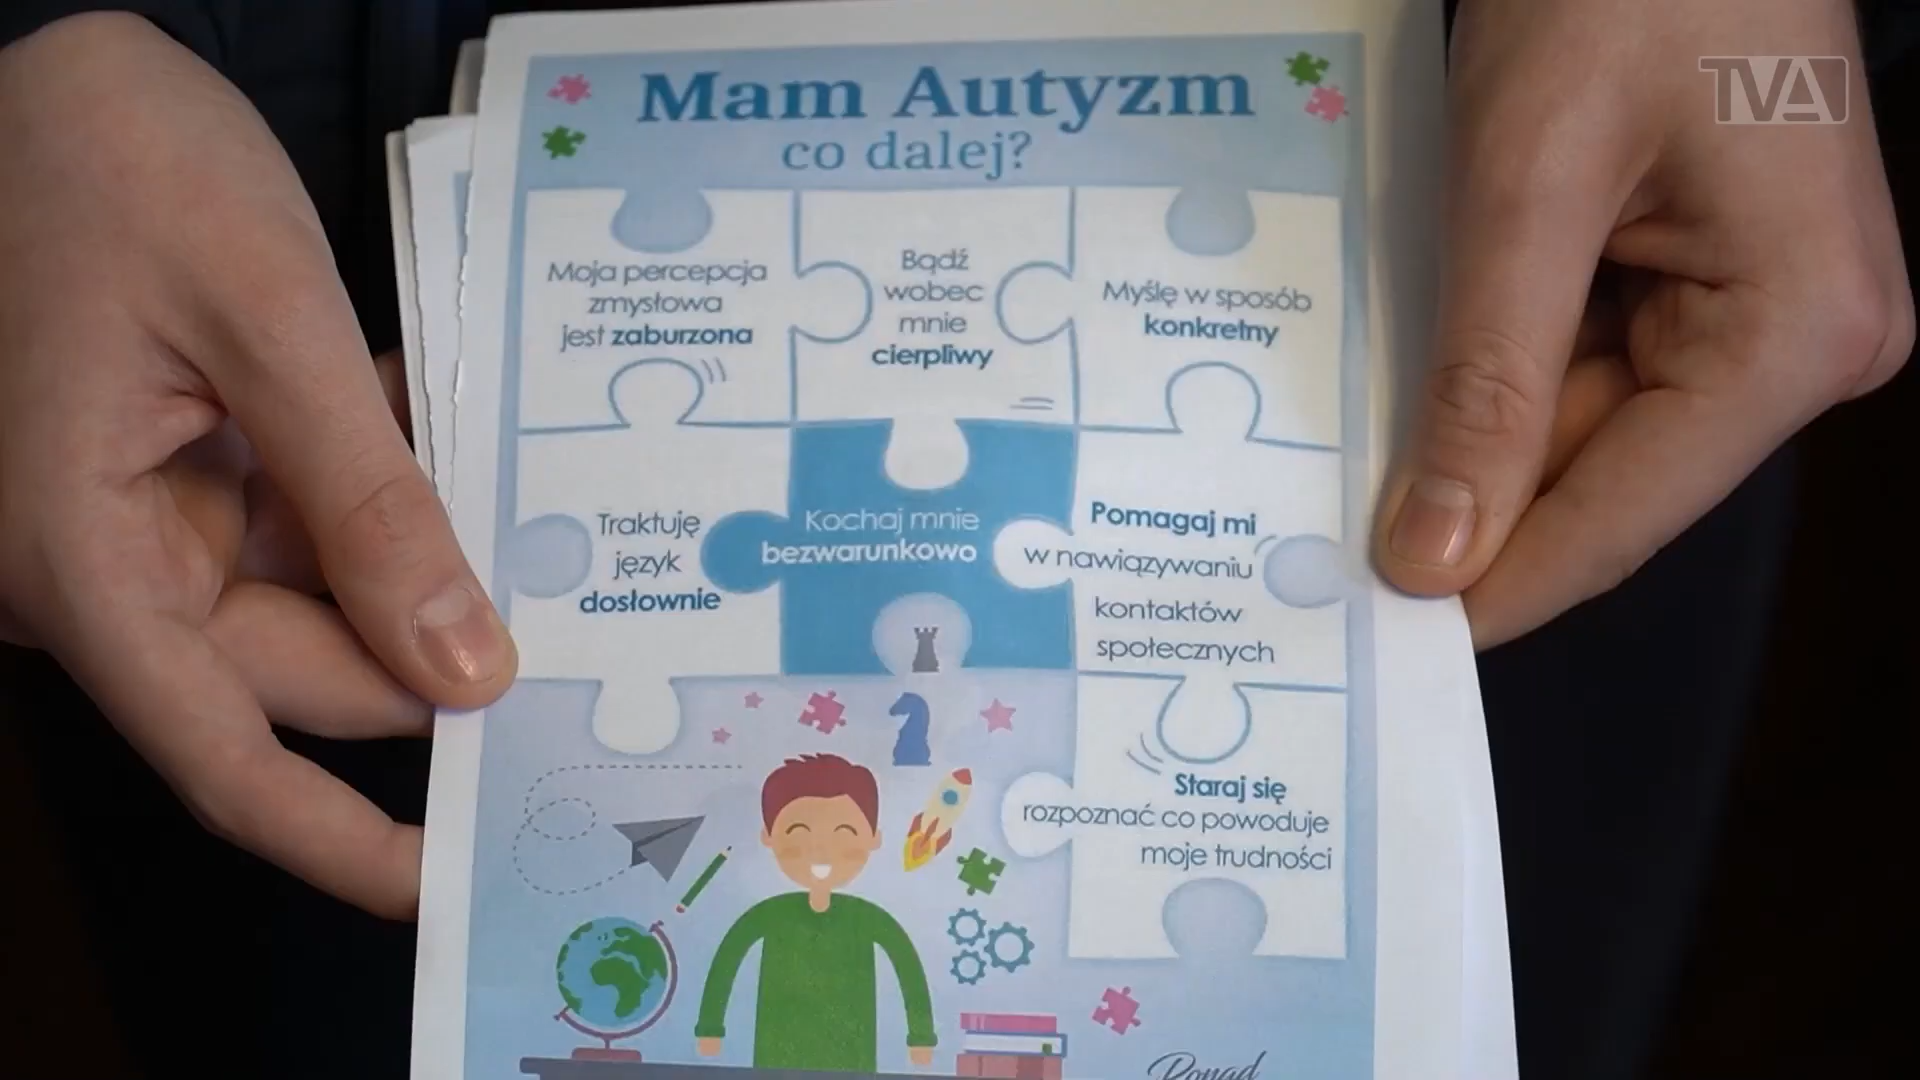 TVA
Mam Autyzm
co dalej?
Moja percepcja
zmysłowa
jest zaburzona
Bądź
wobec
mnie
cierpliwy
Myślę w sposób
konkretny
Traktuję
język
dosłownie
Kochaj mnie
bezwarunkowo
Pomagaj mi
w nawiązywaniu
kontaktów
społecznych
Staraj się
rozpoznać co powoduje
moje trudności
Ponad